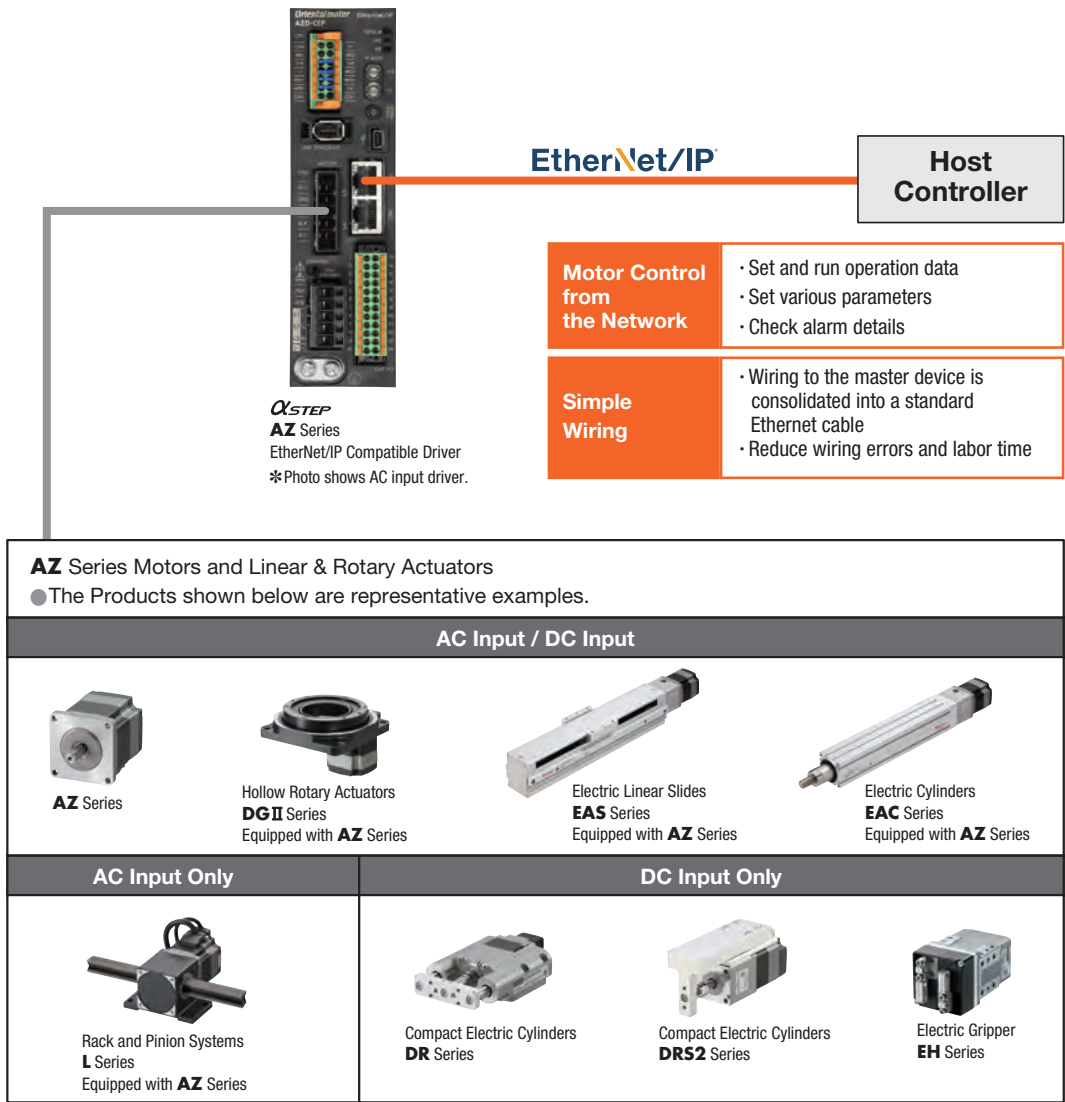 Orientalmotor EtherNet/IP
AZD-CEP
EtherNet/IP
Host
Controller
Motor Control
from
the Network
· Set and run operation data
· Set various parameters
· Check alarm details
Simple
Wiring
· Wiring to the master device is
consolidated into a standard
Ethernet cable
· Reduce wiring errors and labor time
αSTEP
AZ Series
EtherNet/IP Compatible Driver
✻Photo shows AC input driver.
AZ Series Motors and Linear & Rotary Actuators
●The Products shown below are representative examples.
AC Input / DC Input
AZ Series
Hollow Rotary Actuators
DGⅡ Series
Equipped with AZ Series
Electric Linear Slides
EAS Series
Equipped with AZ Series
Electric Cylinders
EAC Series
Equipped with AZ Series
AC Input Only
DC Input Only
Rack and Pinion Systems
L Series
Equipped with AZ Series
Compact Electric Cylinders
DR Series
Compact Electric Cylinders
DRS2 Series
Electric Gripper
EH Series